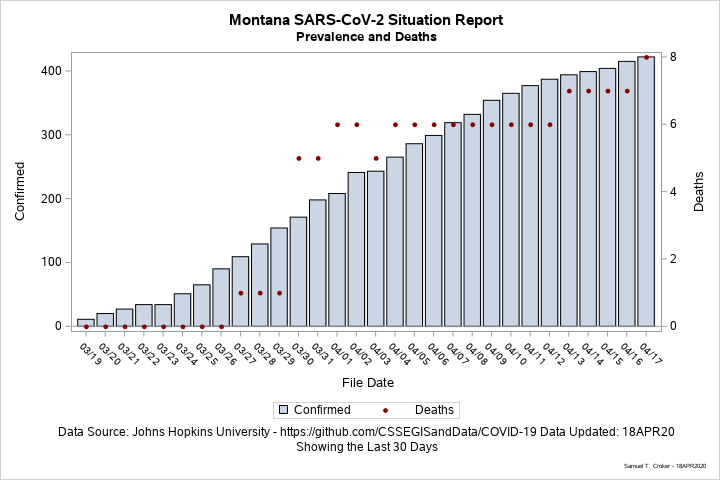 Montana SARS-CoV-2 Situation Report
Prevalence and Deaths
400
300
200
100
0
Confirmed
8
6
4
2
0
Deaths
03/19 03/20 03/21 03/22 03/23 03/24 03/25 03/26 03/27 03/28 03/29 03/30 03/31 04/01 04/02 04/03 04/04 04/05 04/06 04/07 04/08 04/09 04/10 04/11 04/12 04/13 04/14 04/15 04/16 04/17
File Date
Confirmed Deaths
Data Source: Johns Hopkins University - https://github.com/CSSEGISandData/COVID-19 Data Updated: 18APR20
Showing the Last 30 Days
Samuel T. Croker - 18APR2020